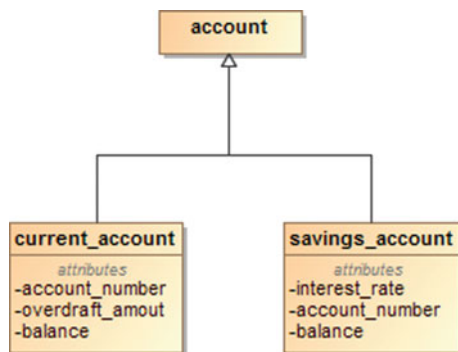 account
current_account
attributes
-account_number
-overdraft_amout
-balance
savings_account
attributes
-interest_rate
-account_number
-balance